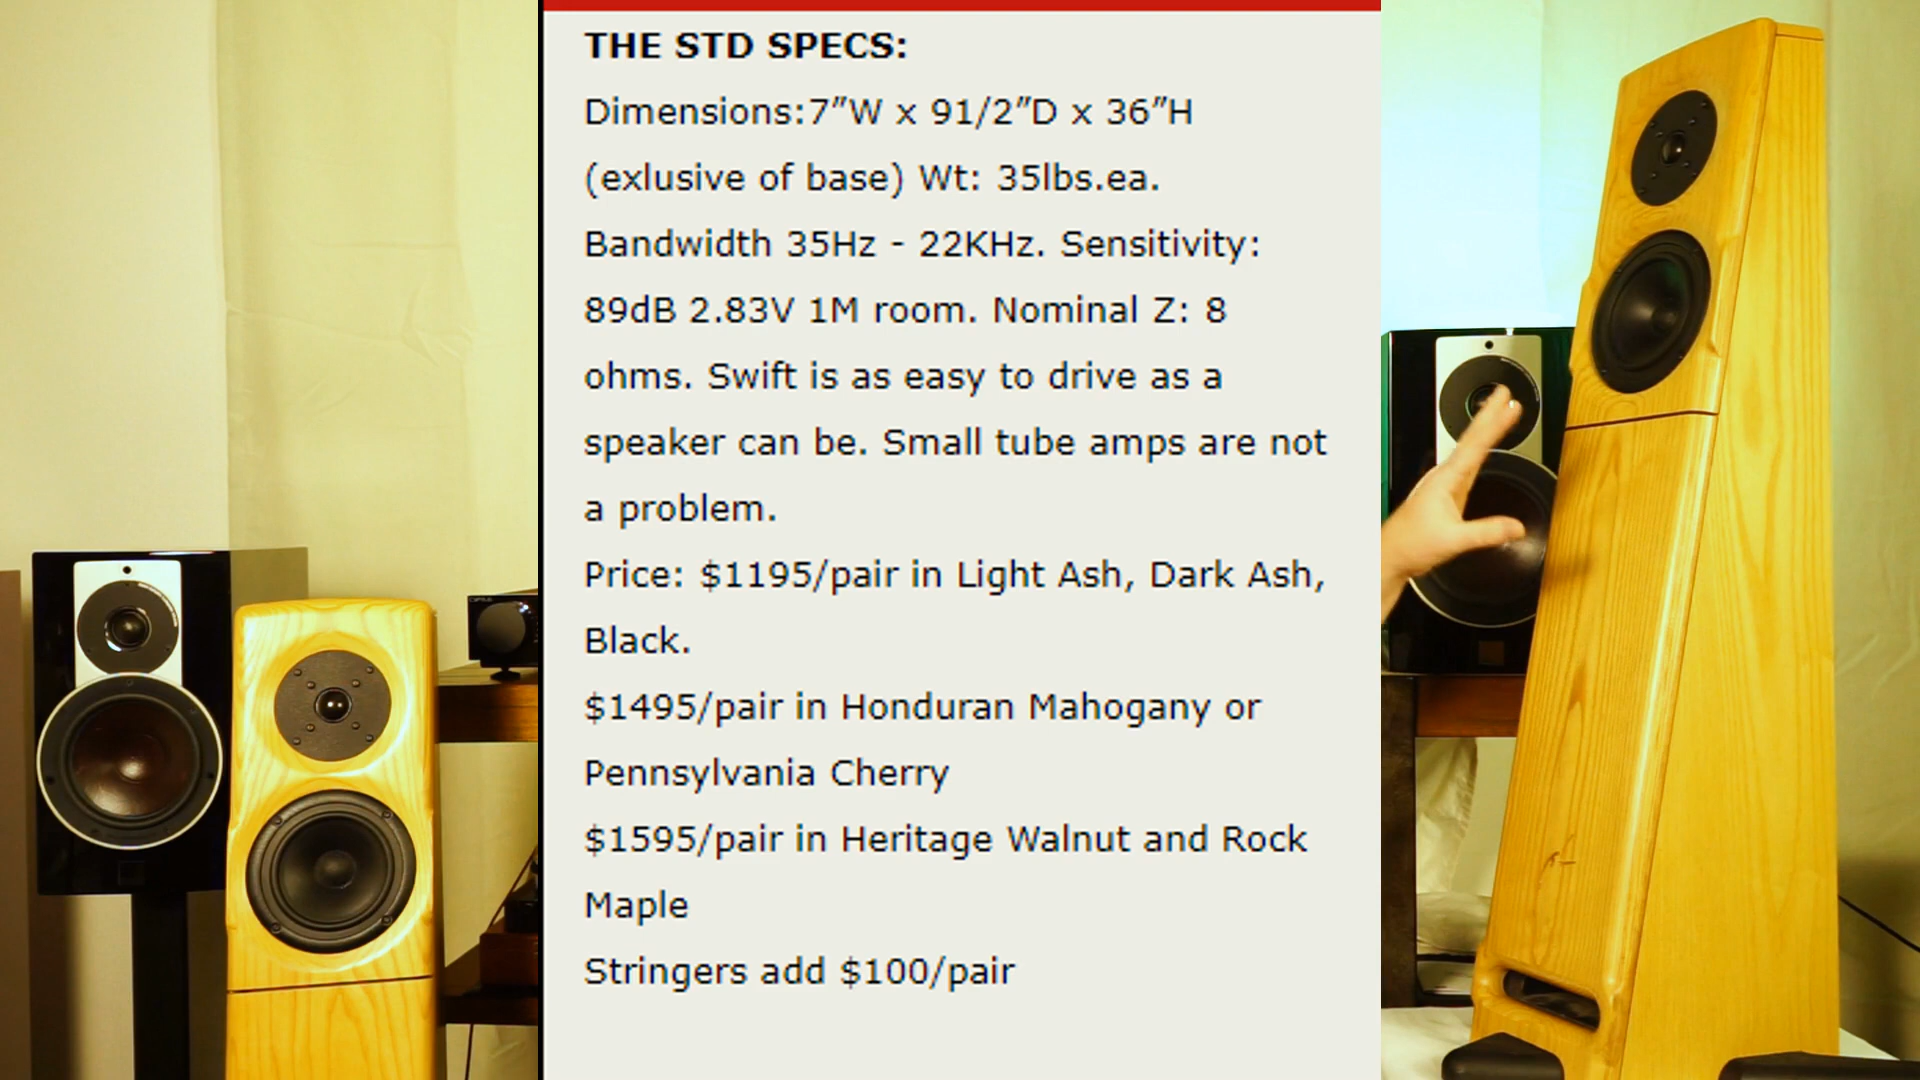 THE STD SPECS:
Dimensions:7”W x 91/2”D x 36”H
(exlusive of base) Wt: 35lbs.ea.
Bandwidth 35Hz - 22KHz. Sensitivity:
89dB 2.83V 1M room. Nominal Z: 8
ohms. Swift is as easy to drive as a
speaker can be. Small tube amps are not
a problem.
Price: $1195/pair in Light Ash, Dark Ash,
Black.
$1495/pair in Honduran Mahogany or
Pennsylvania Cherry
$1595/pair in Heritage Walnut and Rock
Maple
Stringers add $100/pair